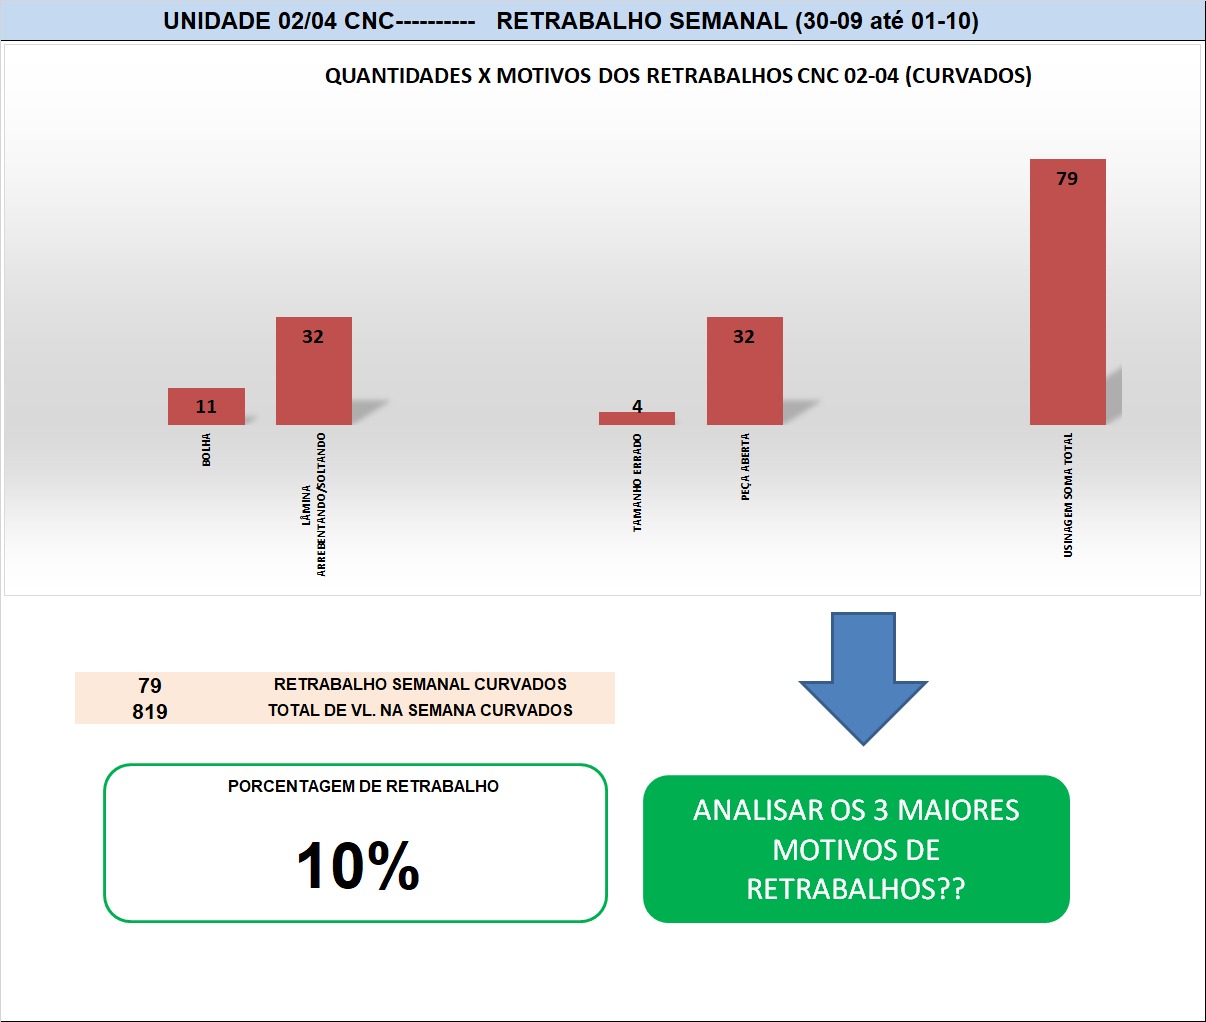 UNIDADE 02/04 CNC---------- RETRABALHO SEMANAL (30-09 até 01-10)
QUANTIDADES X MOTIVOS DOS RETRABALHOS CNC 02-04 (CURVADOS)
79
32
32
11
4
BOLHA
LÂMINA
ARREBENTANDO/SOLTANDO
TAMANHO ERRADO
PEÇA ABERTA
USINAGEM SOMA TOTAL
79 RETRABALHO SEMANAL CURVADOS
819 TOTAL DE VL. NA SEMANA CURVADOS
PORCENTAGEM DE RETRABALHO
10%
ANALISAR OS 3 MAIORES
MOTIVOS DE
RETRABALHOS??